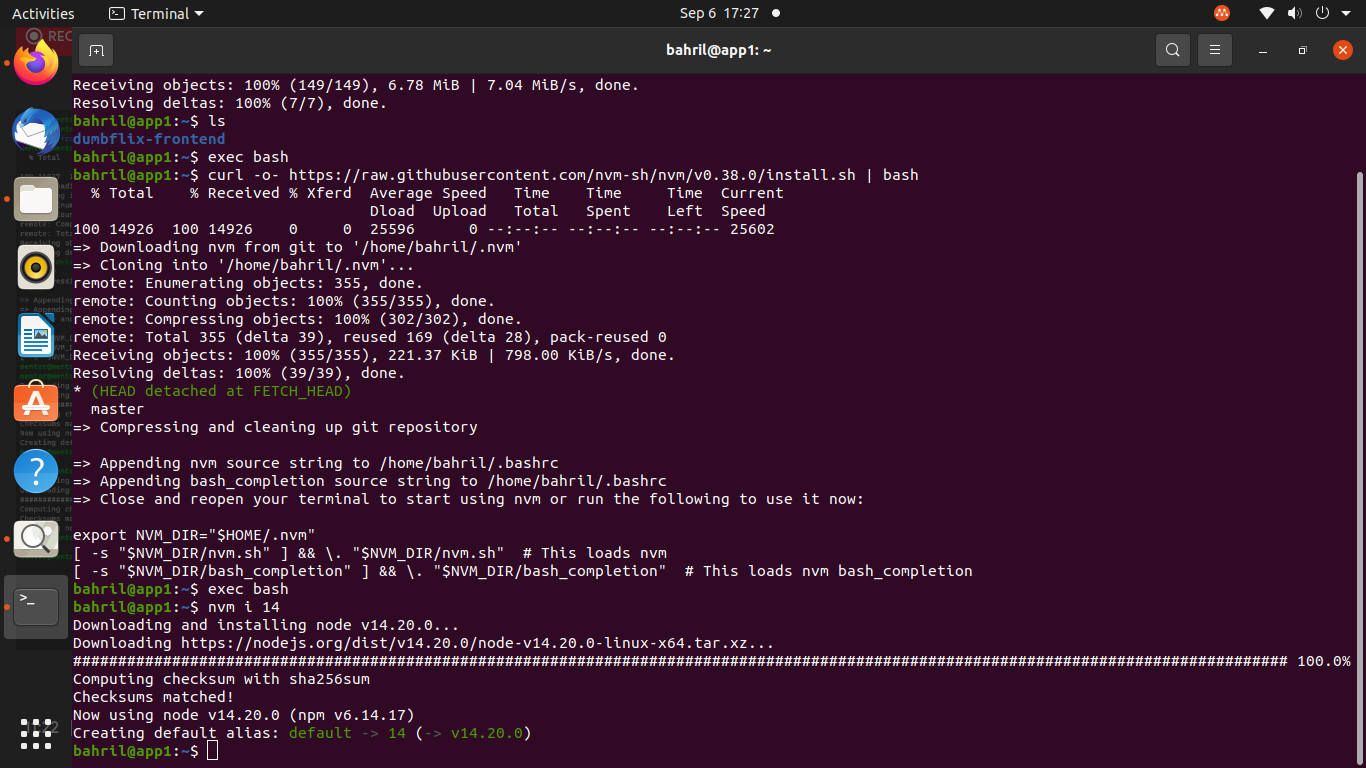 Activities
Terminal
Sep 6 17:27
REC
bahril@app1: ~
Receiving objects: 100% (149/149), 6.78 MiB | 7.04 MiB/s, done.
Resolving deltas: 100% (7/7), done.
bahril@app1:~$ ls
dumbflix-frontend
bahril@app1:~$ exec bash
bahril@app1:~$ curl -o- https://raw.githubusercontent.com/nvm-sh/nvm/v0.38.0/install.sh | bash
  % Total    % Received % Xferd  Average Speed   Time    Time     Time  Current
                                 Dload  Upload   Total   Spent    Left  Speed
100 14926  100 14926    0     0  25596      0 --:--:-- --:--:-- --:--:-- 25602
=> Downloading nvm from git to '/home/bahril/.nvm'
=> Cloning into '/home/bahril/.nvm'...
remote: Enumerating objects: 355, done.
remote: Counting objects: 100% (355/355), done.
remote: Compressing objects: 100% (302/302), done.
remote: Total 355 (delta 39), reused 169 (delta 28), pack-reused 0
Receiving objects: 100% (355/355), 221.37 KiB | 798.00 KiB/s, done.
Resolving deltas: 100% (39/39), done.
* (HEAD detached at FETCH_HEAD)
  master
=> Compressing and cleaning up git repository
=> Appending nvm source string to /home/bahril/.bashrc
=> Appending bash_completion source string to /home/bahril/.bashrc
=> Close and reopen your terminal to start using nvm or run the following to use it now:
export NVM_DIR="$HOME/.nvm"
[ -s "$NVM_DIR/nvm.sh" ] && \. "$NVM_DIR/nvm.sh"  # This loads nvm
[ -s "$NVM_DIR/bash_completion" ] && \. "$NVM_DIR/bash_completion"  # This loads nvm bash_completion
bahril@app1:~$ exec bash
bahril@app1:~$ nvm i 14
Downloading and installing node v14.20.0...
Downloading https://nodejs.org/dist/v14.20.0/node-v14.20.0-linux-x64.tar.xz...
####################################################################################################################################### 100.0%
Computing checksum with sha256sum
Checksums matched!
Now using node v14.20.0 (npm v6.14.17)
Creating default alias: default -> 14 (-> v14.20.0)
bahril@app1:~$